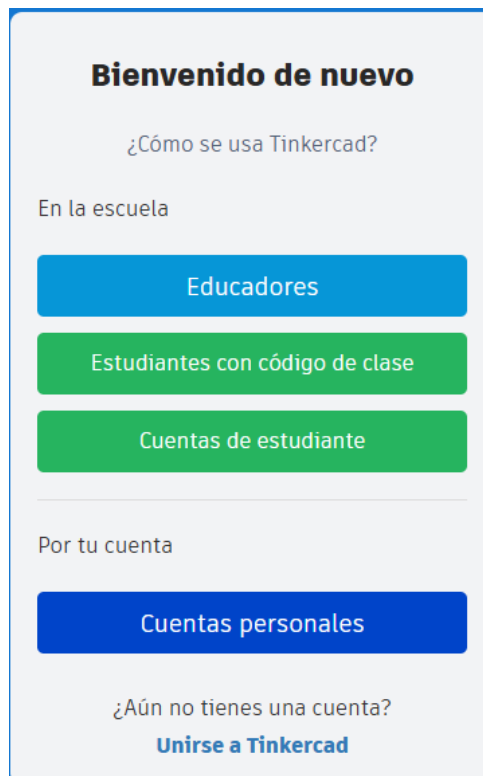 Bienvenido de nuevo
¿Cómo se usa Tinkercad?
En la escuela
Educadores
Estudiantes con código de clase
Cuentas de estudiante
Por tu cuenta
Cuentas personales
¿Aún no tienes una cuenta?
Unirse a Tinkercad